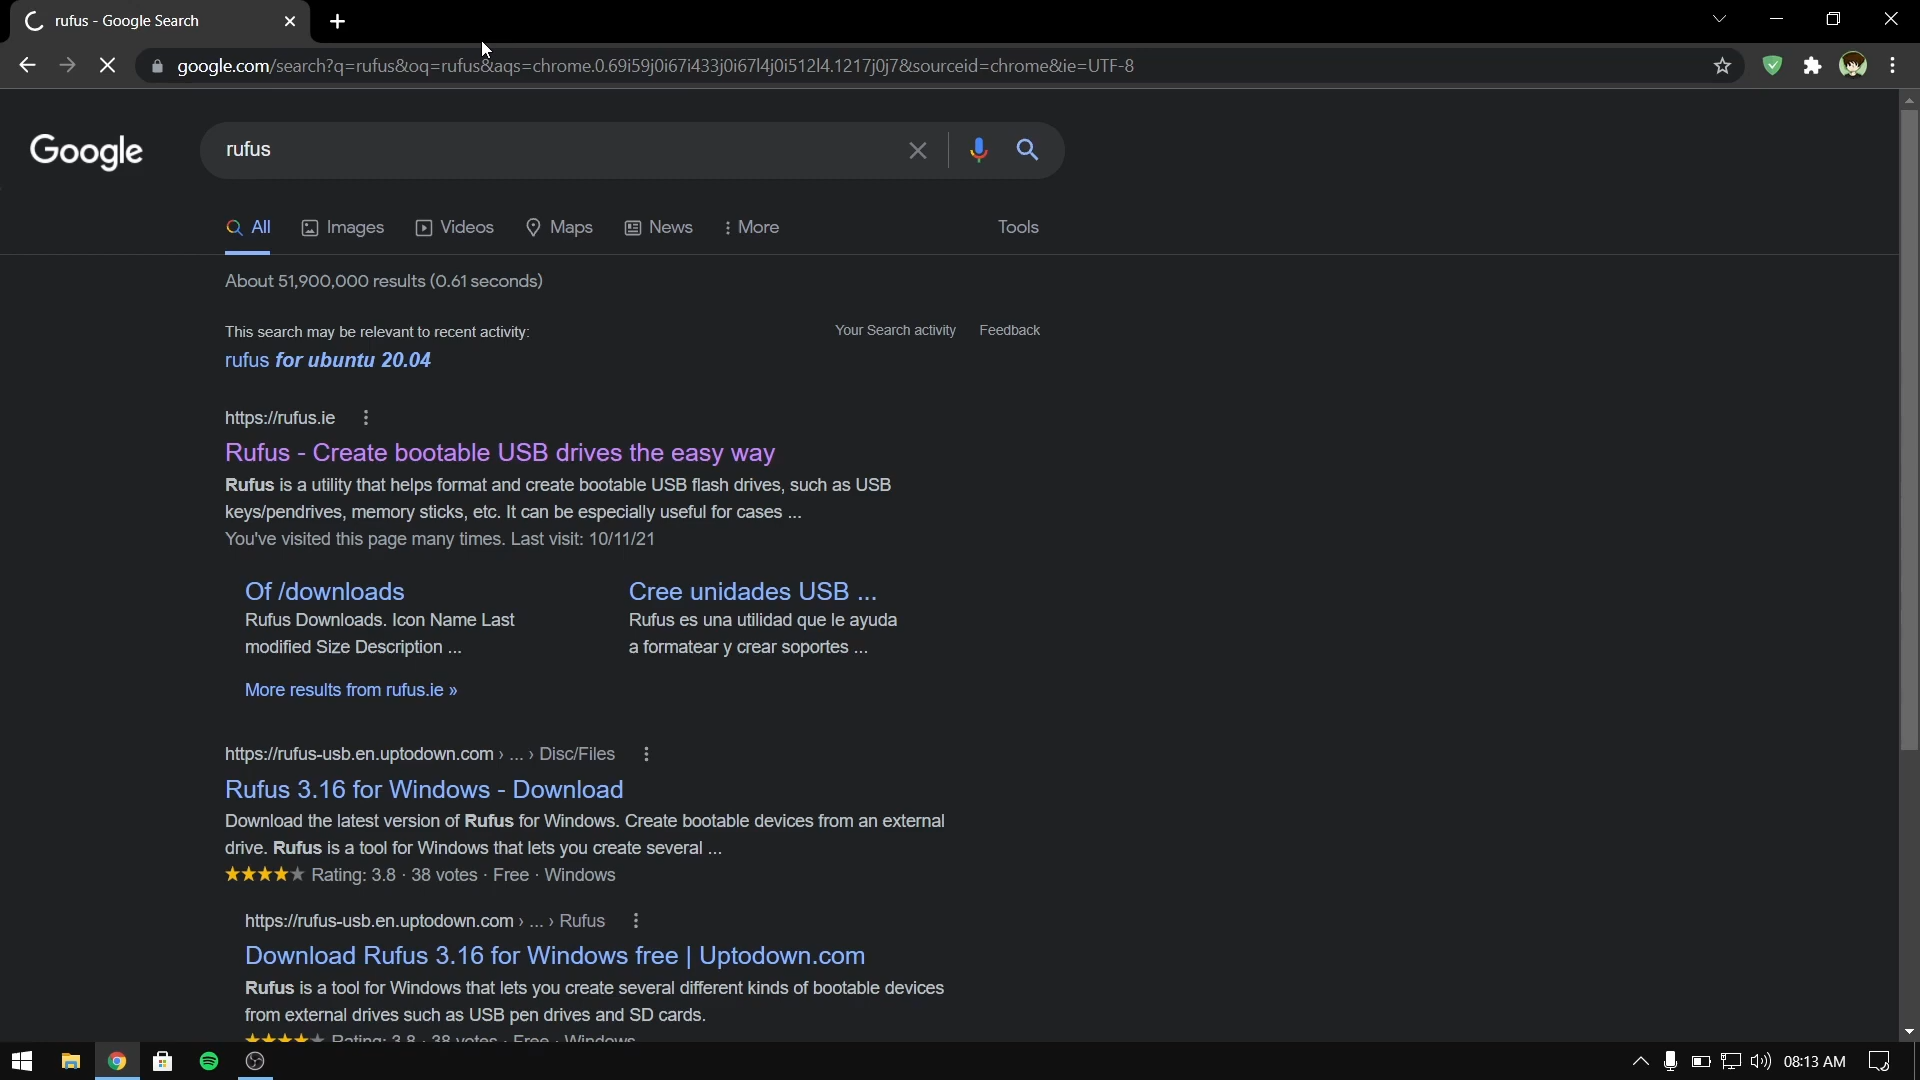 rufus - Google Search
google.com/search?q=rufus&oq=rufus&aqs=chrome.0.69i59j0i67i433j0i67l4j0i512l4.1217j0j7&sourceid=chrome&ie=UTF-8
Google
rufus
All Images Videos Maps News More Tools
About 51,900,000 results (0.61 seconds)
This search may be relevant to recent activity: Your Search activity Feedback
rufus for ubuntu 20.04
https://rufus.ie
Rufus - Create bootable USB drives the easy way
Rufus is a utility that helps format and create bootable USB flash drives, such as USB
keys/pendrives, memory sticks, etc. It can be especially useful for cases ...
You've visited this page many times. Last visit: 10/11/21
Of /downloads
Rufus Downloads. Icon Name Last
modified Size Description ...
Cree unidades USB ...
Rufus es una utilidad que le ayuda
a formatear y crear soportes ...
More results from rufus.ie »
https://rufus-usb.en.uptodown.com › ... › Disc/Files
Rufus 3.16 for Windows - Download
Download the latest version of Rufus for Windows. Create bootable devices from an external
drive. Rufus is a tool for Windows that lets you create several ...
Rating: 3.8 · 38 votes · Free · Windows
https://rufus-usb.en.uptodown.com › ... › Rufus
Download Rufus 3.16 for Windows free | Uptodown.com
Rufus is a tool for Windows that lets you create several different kinds of bootable devices
from external drives such as USB pen drives and SD cards.
Rating: 3.8 · 38 votes · Free · Windows
08:13 AM